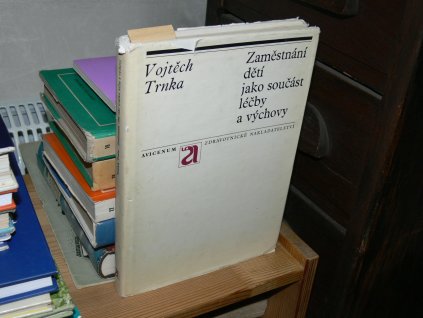 Vojtěch
Trnka
Zaměstnání
dětí
jako součást
léčby
a výchovy
AVICENUM
ZDRAVOTNICKÉ NAKLADATELSTVÍ